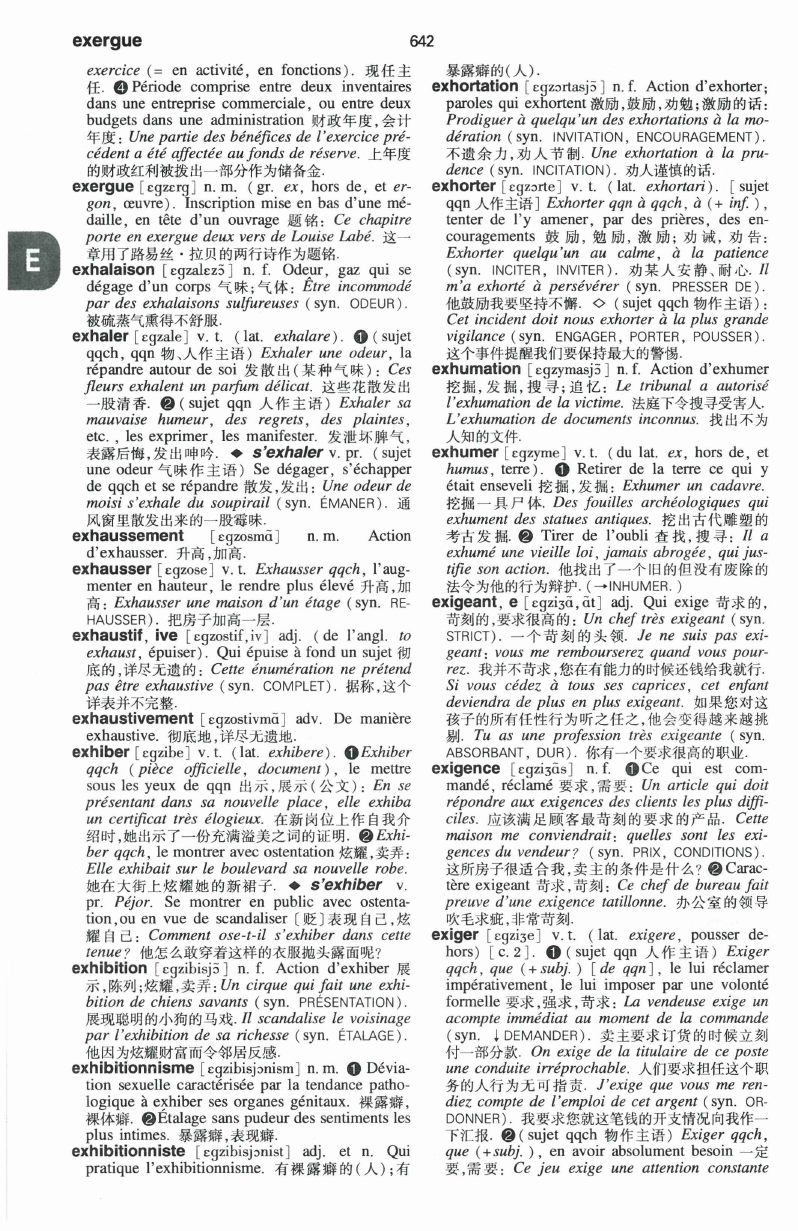 exergue
642
exercice (= en activité, en fonctions). 现任主
任. ❹ Période comprise entre deux inventaires
dans une entreprise commerciale, ou entre deux
budgets dans une administration 财政年度,会计
年度: Une partie des bénéfices de l'exercice pré-
cédent a été affectée au fonds de réserve. 上年度
的财政红利被拨出一部分作为储备金.
exergue [ɛgzɛrg] n. m. (gr. ex, hors de, et er-
gon, œuvre). Inscription mise en bas d'une mé-
daille, en tête d'un ouvrage 题铭: Ce chapitre
porte en exergue deux vers de Louise Labé. 这一
章用了路易丝·拉贝的两行诗作为题铭.
exhalaison [ɛgzalɛzɔ̃] n. f. Odeur, gaz qui se
dégage d'un corps 气味;气体: Être incommodé
par des exhalaisons sulfureuses (syn. ODEUR).
被硫蒸气熏得不舒服.
exhaler [ɛgzale] v. t. (lat. exhalare). ❶ (sujet
qqch, qqn 物、人作主语) Exhaler une odeur, la
répandre autour de soi 发散出(某种气味): Ces
fleurs exhalent un parfum délicat. 这些花散发出
一股清香. ❷ (sujet qqn 人作主语) Exhaler sa
mauvaise humeur, des regrets, des plaintes,
etc. , les exprimer, les manifester. 发泄坏脾气,
表露后悔,发出呻吟. ◆ s'exhaler v. pr. (sujet
une odeur 气味作主语) Se dégager, s'échapper
de qqch et se répandre 散发,发出: Une odeur de
moisi s'exhale du soupirail (syn. ÉMANER). 通
风窗里散发出来的一股霉味.
exhaussement [ɛgzosmɑ̃] n. m. Action
d'exhausser. 升高,加高.
exhausser [ɛgzose] v. t. Exhausser qqch, l'aug-
menter en hauteur, le rendre plus élevé 升高,加
高: Exhausser une maison d'un étage (syn. RE-
HAUSSER). 把房子加高一层.
exhaustif, ive [ɛgzostif,iv] adj. (de l'angl. to
exhaust, épuiser). Qui épuise à fond un sujet 彻
底的,详尽无遗的: Cette énumération ne prétend
pas être exhaustive (syn. COMPLET). 据称,这个
详表并不完整.
exhaustivement [ɛgzostivmɑ̃] adv. De manière
exhaustive. 彻底地,详尽无遗地.
exhiber [ɛgzibe] v. t. (lat. exhibere). ❶ Exhiber
qqch (pièce officielle, document), le mettre
sous les yeux de qqn 出示,展示(公文): En se
présentant dans sa nouvelle place, elle exhiba
un certificat très élogieux. 在新岗位上作自我介
绍时,她出示了一份充满溢美之词的证明. ❷ Exhi-
ber qqch, le montrer avec ostentation 炫耀,卖弄:
Elle exhibait sur le boulevard sa nouvelle robe.
她在大街上炫耀她的新裙子. ◆ s'exhiber v.
pr. Péjor. Se montrer en public avec ostenta-
tion,ou en vue de scandaliser〔贬〕表现自己,炫
耀自己: Comment ose-t-il s'exhiber dans cette
tenue? 他怎么敢穿着这样的衣服抛头露面呢?
exhibition [ɛgzibisjɔ̃] n. f. Action d'exhiber 展
示,陈列;炫耀,卖弄: Un cirque qui fait une exhi-
bition de chiens savants (syn. PRÉSENTATION).
展现聪明的小狗的马戏. Il scandalise le voisinage
par l'exhibition de sa richesse (syn. ÉTALAGE).
他因为炫耀财富而令邻居反感.
exhibitionnisme [ɛgzibisjɔnism] n. m. ❶ Dévia-
tion sexuelle caractérisée par la tendance patho-
logique à exhiber ses organes génitaux. 裸露癖,
裸体癖. ❷ Étalage sans pudeur des sentiments les
plus intimes. 暴露癖,表现癖.
exhibitionniste [ɛgzibisjɔnist] adj. et n. Qui
pratique l'exhibitionnisme. 有裸露癖的(人);有
暴露癖的(人).
exhortation [ɛgzɔrtasjɔ̃] n. f. Action d'exhorter;
paroles qui exhortent 激励,鼓励,劝勉;激励的话:
Prodiguer à quelqu'un des exhortations à la mo-
dération (syn. INVITATION, ENCOURAGEMENT).
不遗余力,劝人节制. Une exhortation à la pru-
dence (syn. INCITATION). 劝人谨慎的话.
exhorter [ɛgzɔrte] v. t. (lat. exhortari). [sujet
qqn 人作主语] Exhorter qqn à qqch, à (+ inf.),
tenter de l'y amener, par des prières, des en-
couragements 鼓励, 勉励, 激励; 劝诫, 劝告:
Exhorter quelqu'un au calme, à la patience
(syn. INCITER, INVITER). 劝某人安静、耐心. Il
m'a exhorté à persévérer (syn. PRESSER DE).
他鼓励我要坚持不懈. ◇ (sujet qqch 物作主语):
Cet incident doit nous exhorter à la plus grande
vigilance (syn. ENGAGER, PORTER, POUSSER).
这个事件提醒我们要保持最大的警惕.
exhumation [ɛgzymasjɔ̃] n. f. Action d'exhumer
挖掘,发掘,搜寻;追忆: Le tribunal a autorisé
l'exhumation de la victime. 法庭下令搜寻受害人.
L'exhumation de documents inconnus. 找出不为
人知的文件.
exhumer [ɛgzyme] v. t. (du lat. ex, hors de, et
humus, terre). ❶ Retirer de la terre ce qui y
était enseveli 挖掘,发掘: Exhumer un cadavre.
挖掘一具尸体. Des fouilles archéologiques qui
exhument des statues antiques. 挖出古代雕塑的
考古发掘. ❷ Tirer de l'oubli 查找,搜寻: Il a
exhumé une vieille loi, jamais abrogée, qui jus-
tifie son action. 他找出了一个旧的但没有废除的
法令为他的行为辩护. (→INHUMER. )
exigeant, e [ɛgziʒɑ̃,ɑ̃t] adj. Qui exige 苛求的,
苛刻的,要求很高的: Un chef très exigeant (syn.
STRICT). 一个苛刻的头领. Je ne suis pas exi-
geant: vous me rembourserez quand vous pour-
rez. 我并不苛求,您在有能力的时候还钱给我就行.
Si vous cédez à tous ses caprices, cet enfant
deviendra de plus en plus exigeant. 如果您对这
孩子的所有任性行为听之任之,他会变得越来越挑
剔. Tu as une profession très exigeante (syn.
ABSORBANT, DUR). 你有一个要求很高的职业.
exigence [ɛgziʒɑ̃s] n. f. ❶ Ce qui est com-
mandé, réclamé 要求,需要: Un article qui doit
répondre aux exigences des clients les plus diffi-
ciles. 应该满足顾客最苛刻的要求的产品. Cette
maison me conviendrait: quelles sont les exi-
gences du vendeur? (syn. PRIX, CONDITIONS).
这所房子很适合我,卖主的条件是什么? ❷ Carac-
tère exigeant 苛求,苛刻: Ce chef de bureau fait
preuve d'une exigence tatillonne. 办公室的领导
吹毛求疵,非常苛刻.
exiger [ɛgziʒe] v. t. (lat. exigere, pousser de-
hors) [c. 2]. ❶ (sujet qqn 人作主语) Exiger
qqch, que (+ subj.) [de qqn], le lui réclamer
impérativement, le lui imposer par une volonté
formelle 要求,强求,苛求: La vendeuse exige un
acompte immédiat au moment de la commande
(syn. ↓DEMANDER). 卖主要求订货的时候立刻
付一部分款. On exige de la titulaire de ce poste
une conduite irréprochable. 人们要求担任这个职
务的人行为无可指责. J'exige que vous me ren-
diez compte de l'emploi de cet argent (syn. OR-
DONNER). 我要求您就这笔钱的开支情况向我作一
下汇报. ❷ (sujet qqch 物作主语) Exiger qqch,
que (+subj. ), en avoir absolument besoin 一定
要,需要: Ce jeu exige une attention constante
E